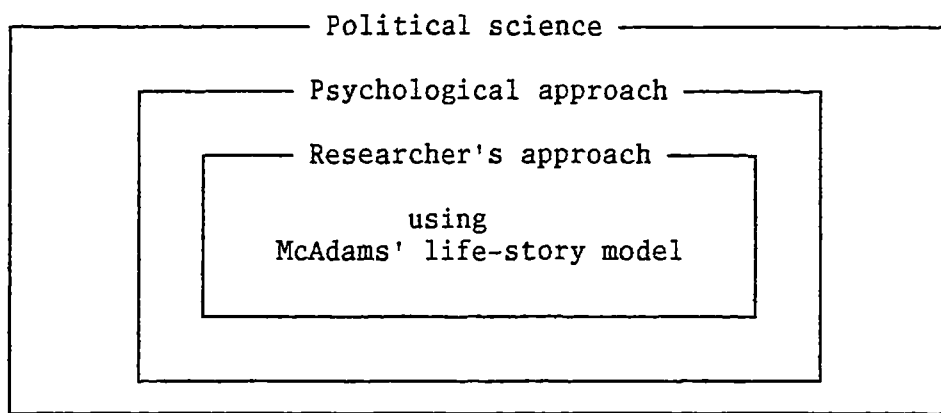 Political science
Psychological approach
Researcher's approach
using
McAdams' life-story model